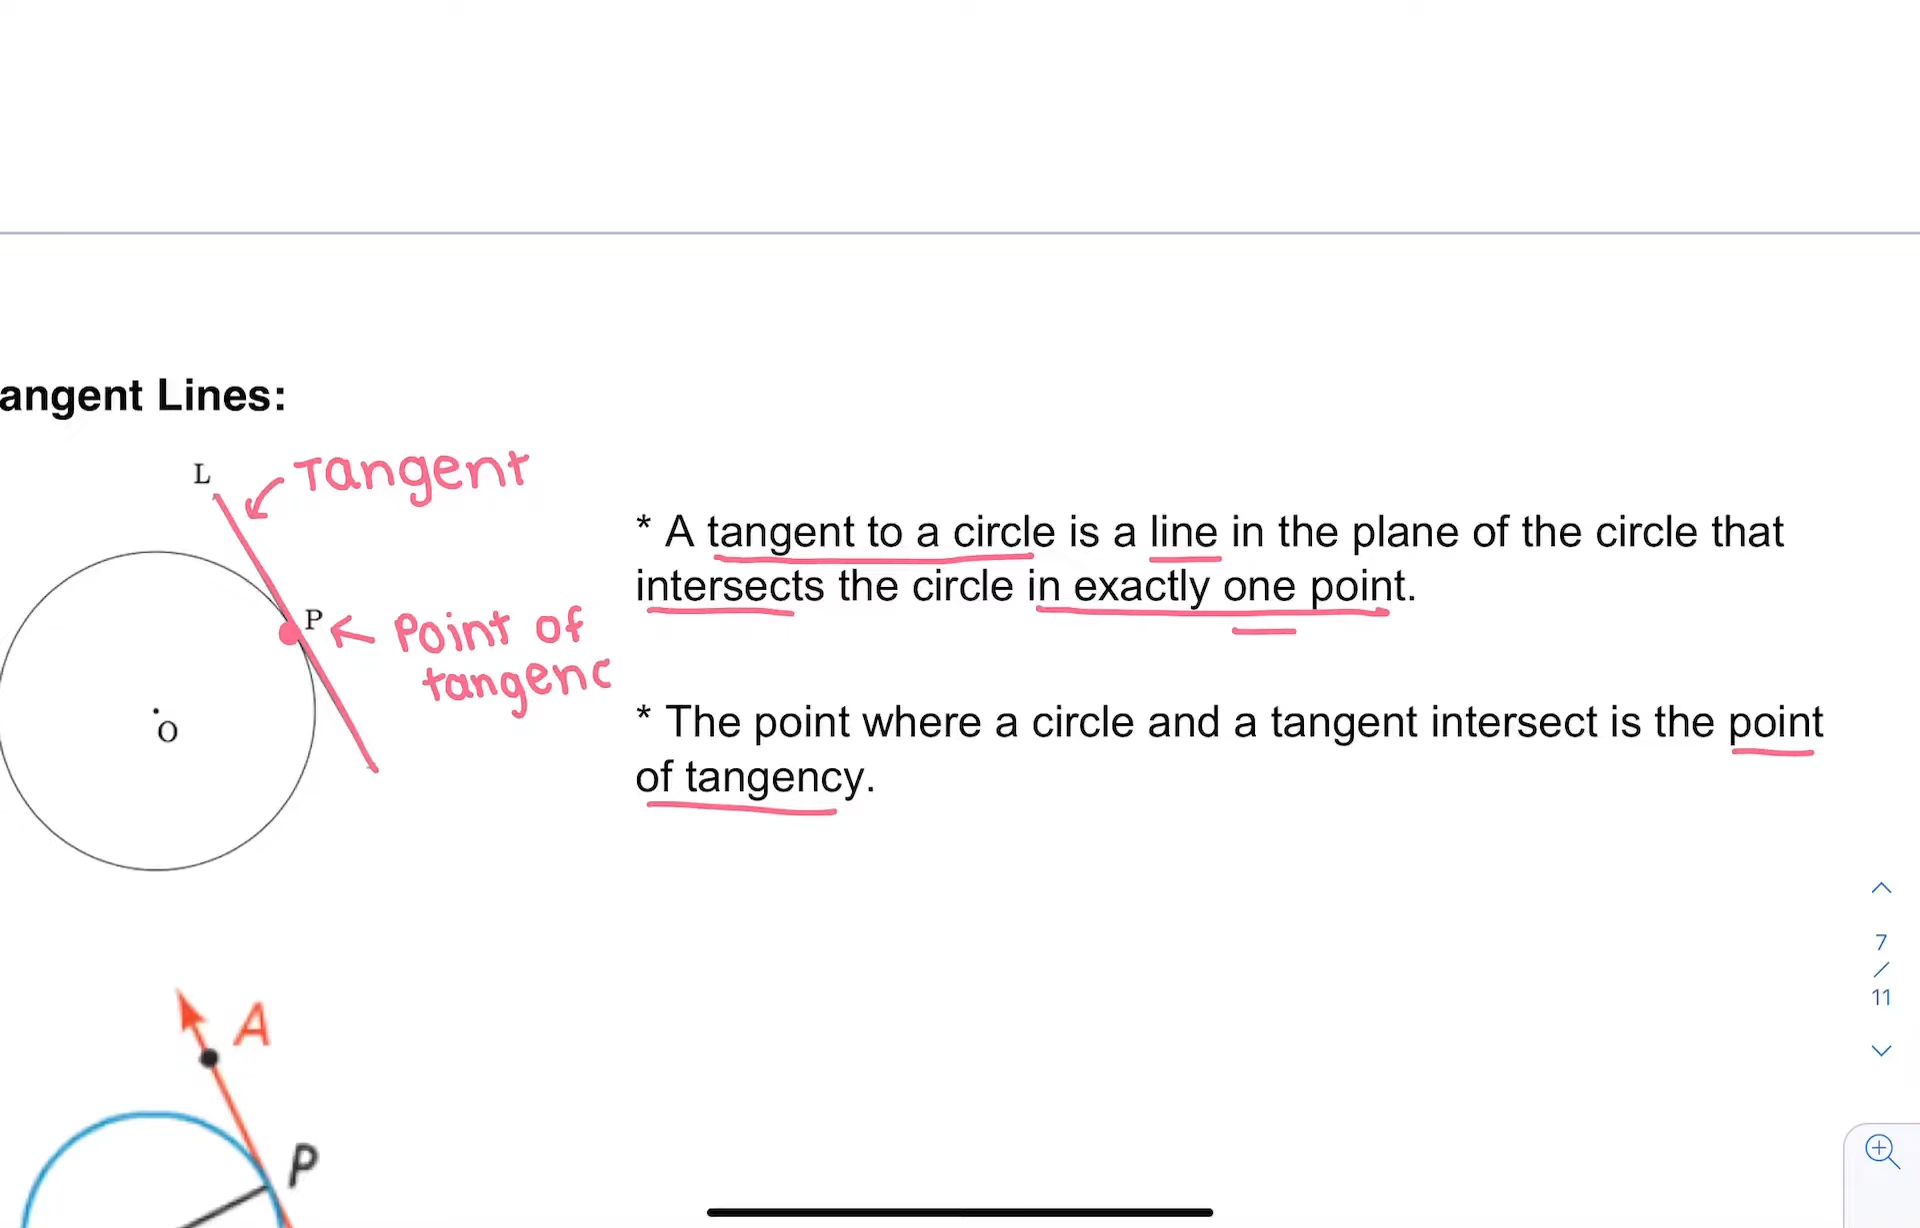 angent Lines:
L
Tangent
* A tangent to a circle is a line in the plane of the circle that
intersects the circle in exactly one point.
P
Point of
tangenc
O
* The point where a circle and a tangent intersect is the point
of tangency.
7
/
11
A
P